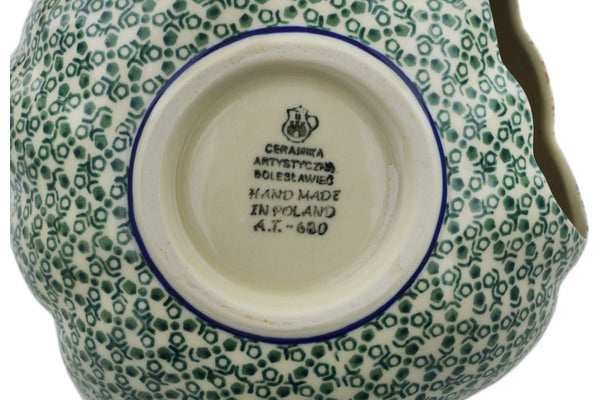 CERAMIKA
ARTYSTYCZNA
BOLESŁAWIEC
HAND MADE
IN POLAND
A.T.-680